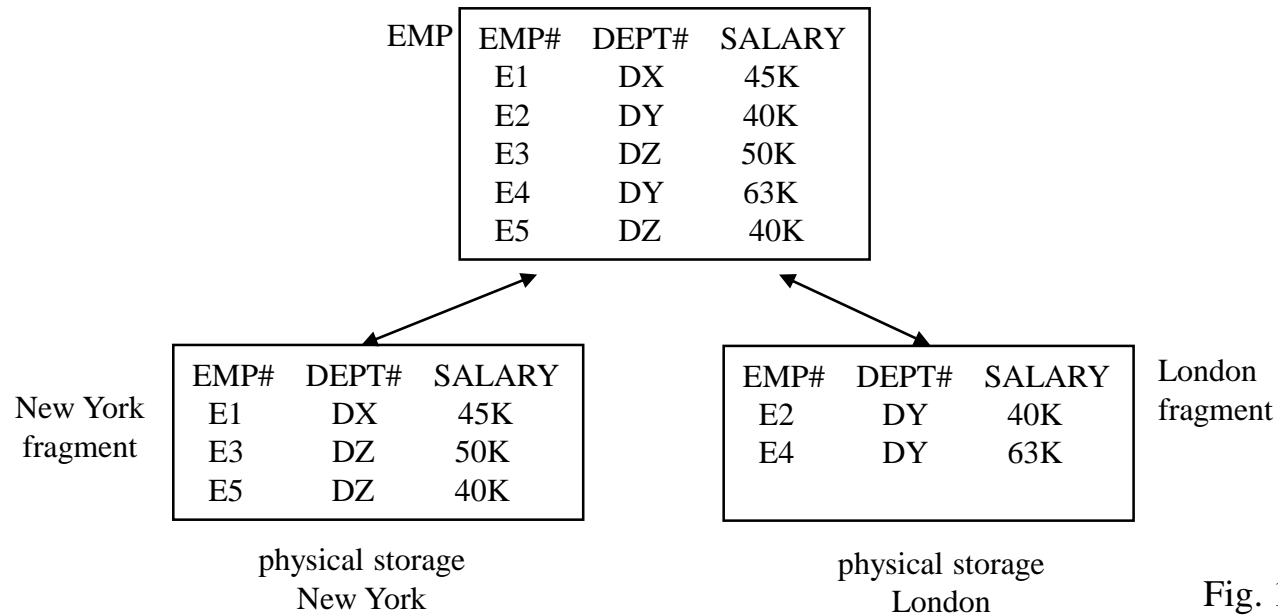 EMP
EMP# DEPT# SALARY
E1 DX 45K
E2 DY 40K
E3 DZ 50K
E4 DY 63K
E5 DZ 40K
New York
fragment
EMP# DEPT# SALARY
E1 DX 45K
E3 DZ 50K
E5 DZ 40K
physical storage
New York
EMP# DEPT# SALARY
E2 DY 40K
E4 DY 63K
London
fragment
physical storage
London
Fig.